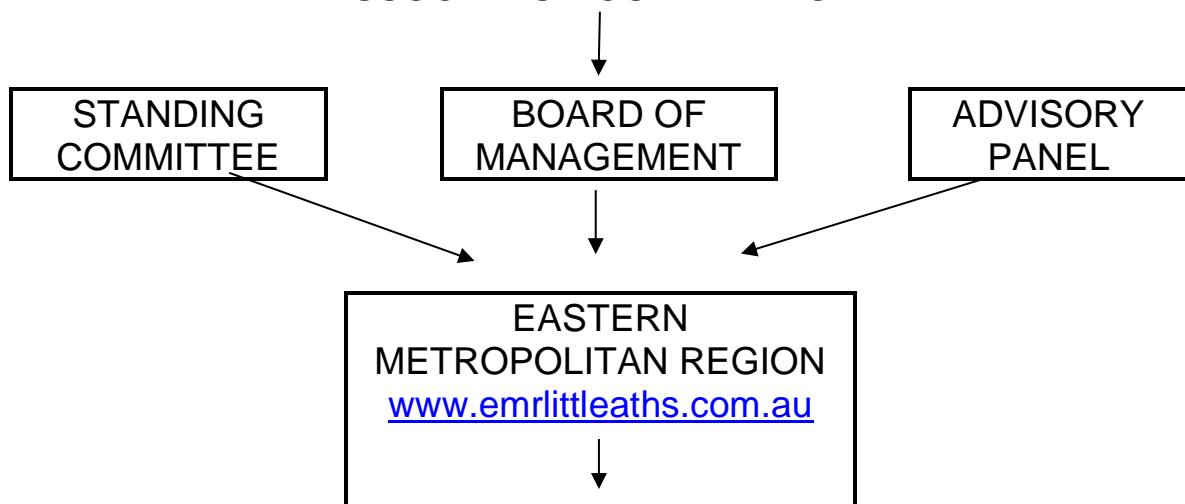 STANDING
COMMITTEE
BOARD OF
MANAGEMENT
ADVISORY
PANEL
EASTERN
METROPOLITAN REGION
www.emrlittleaths.com.au